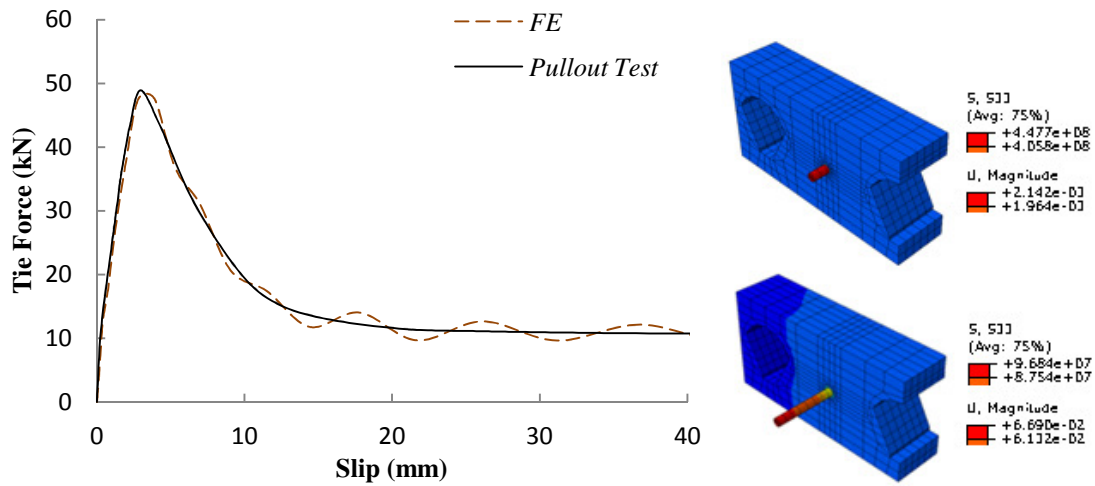 60
50
40
30
20
10
0
0 10 20 30 40
Tie Force (kN)
Slip (mm)
FE
Pullout Test
S, S33
(Avg: 75%)
+4.477e+08
+4.058e+08
U, Magnitude
+2.142e-03
+1.964e-03
S, S33
(Avg: 75%)
+9.684e+07
+8.754e+07
U, Magnitude
+6.690e-02
+6.132e-02